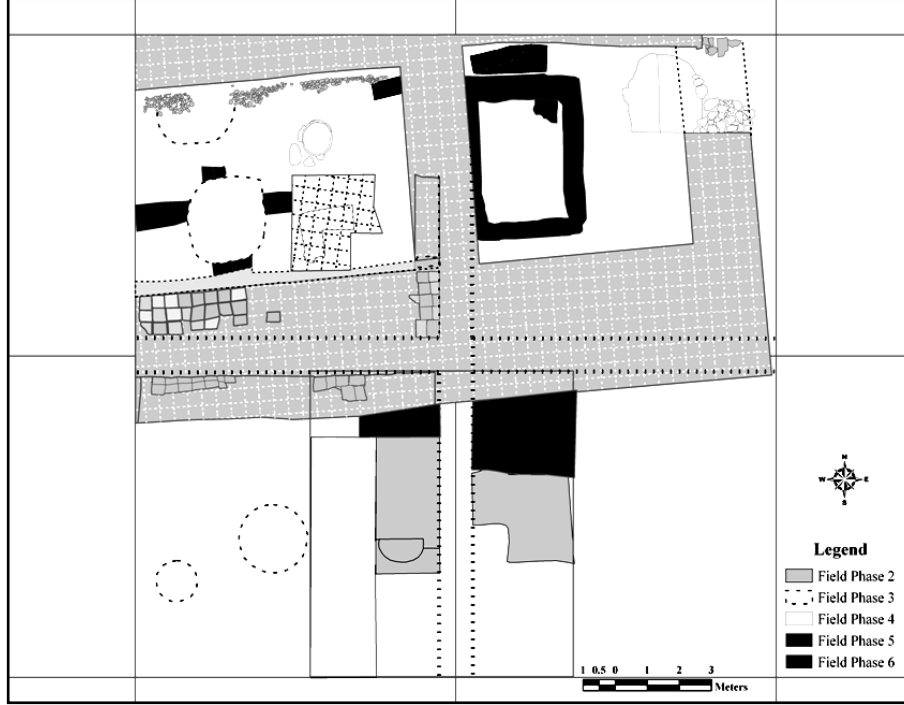 N
W E
S
Legend
Field Phase 2
Field Phase 3
Field Phase 4
Field Phase 5
Field Phase 6
1 0.5 0 1 2 3
Meters